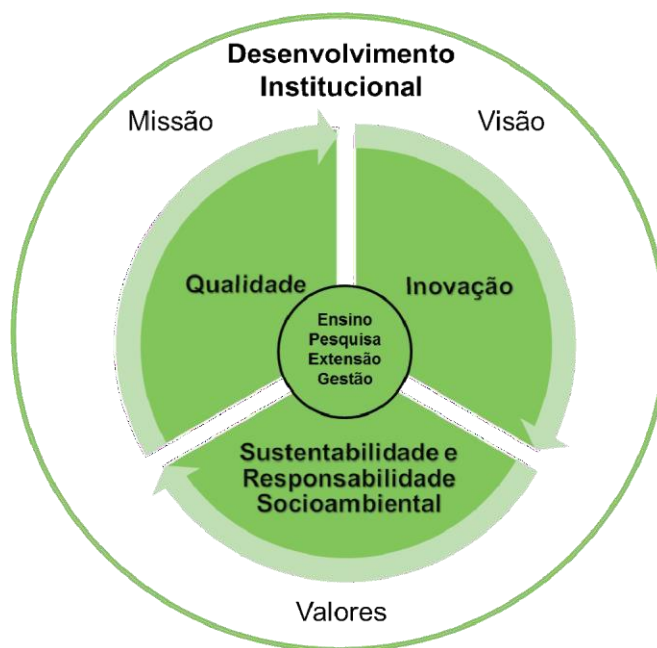 Desenvolvimento
Institucional
Missão
Visão
Qualidade
Inovação
Ensino
Pesquisa
Extensão
Gestão
Sustentabilidade e
Responsabilidade
Socioambiental
Valores